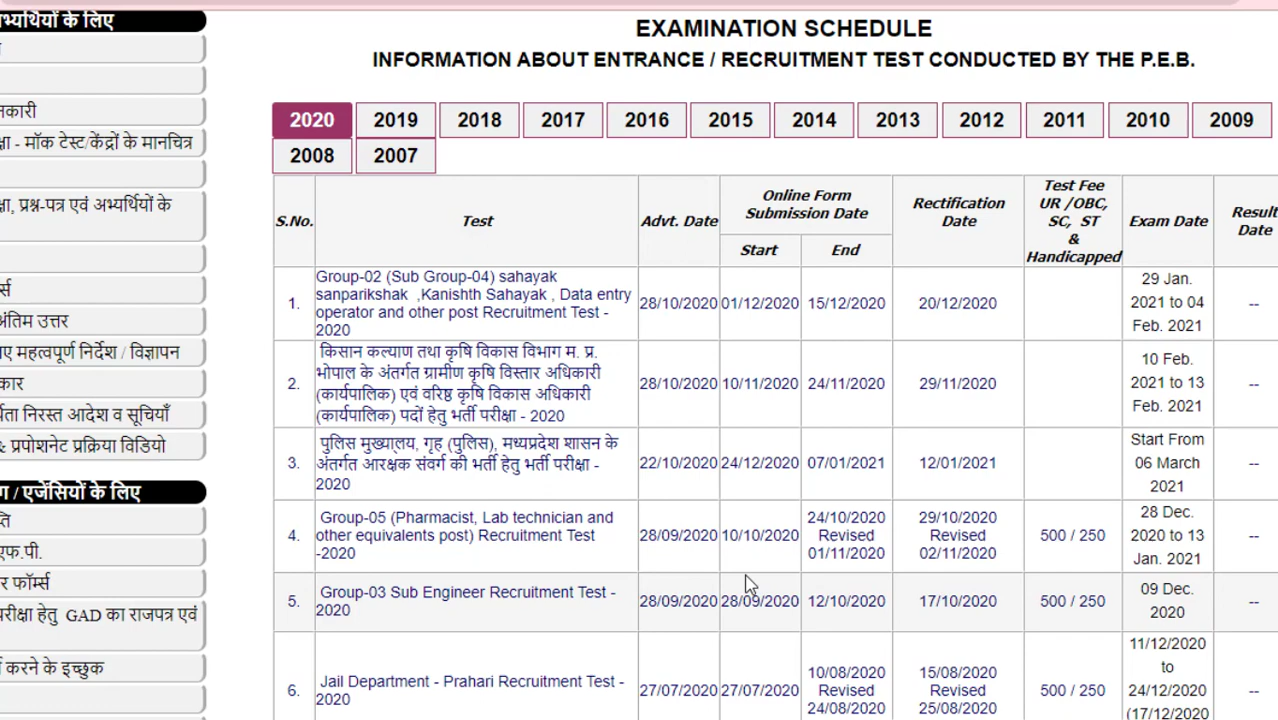 भ्यर्थियों के लिए
नकारी
क्षा - मॉक टेस्ट/केंद्रों के मानचित्र
क्षा, प्रश्न-पत्र एवं अभ्यर्थियों के
र्स
अंतिम उत्तर
ए महत्वपूर्ण निर्देश / विज्ञापन
कार
र्थता निरस्त आदेश व सूचियाँ
& प्रपोशनेट प्रक्रिया विडियो
ग / एजेंसियों के लिए
ति
एफ.पी.
र फॉर्म्स
परीक्षा हेतु GAD का राजपत्र एवं
करने के इच्छुक
EXAMINATION SCHEDULE
INFORMATION ABOUT ENTRANCE / RECRUITMENT TEST CONDUCTED BY THE P.E.B.
2020 2019 2018 2017 2016 2015 2014 2013 2012 2011 2010 2009
2008 2007
S.No. Test Advt. Date Online Form Submission Date Start End Rectification Date Test Fee UR /OBC, SC, ST & Handicapped Exam Date Result Date
1. Group-02 (Sub Group-04) sahayak sanparikshak ,Kanishth Sahayak , Data entry operator and other post Recruitment Test - 2020 28/10/2020 01/12/2020 15/12/2020 20/12/2020 29 Jan. 2021 to 04 Feb. 2021 --
2. किसान कल्याण तथा कृषि विकास विभाग म. प्र. भोपाल के अंतर्गत ग्रामीण कृषि विस्तार अधिकारी (कार्यपालिक) एवं वरिष्ठ कृषि विकास अधिकारी (कार्यपालिक) पदों हेतु भर्ती परीक्षा - 2020 28/10/2020 10/11/2020 24/11/2020 29/11/2020 10 Feb. 2021 to 13 Feb. 2021 --
3. पुलिस मुख्यालय, गृह (पुलिस), मध्यप्रदेश शासन के अंतर्गत आरक्षक संवर्ग की भर्ती हेतु भर्ती परीक्षा - 2020 22/10/2020 24/12/2020 07/01/2021 12/01/2021 Start From 06 March 2021 --
4. Group-05 (Pharmacist, Lab technician and other equivalents post) Recruitment Test -2020 28/09/2020 10/10/2020 24/10/2020 Revised 01/11/2020 29/10/2020 Revised 02/11/2020 500 / 250 28 Dec. 2020 to 13 Jan. 2021 --
5. Group-03 Sub Engineer Recruitment Test - 2020 28/09/2020 28/09/2020 12/10/2020 17/10/2020 500 / 250 09 Dec. 2020 --
6. Jail Department - Prahari Recruitment Test - 2020 27/07/2020 27/07/2020 10/08/2020 Revised 24/08/2020 15/08/2020 Revised 25/08/2020 500 / 250 11/12/2020 to 24/12/2020 (17/12/2020 --